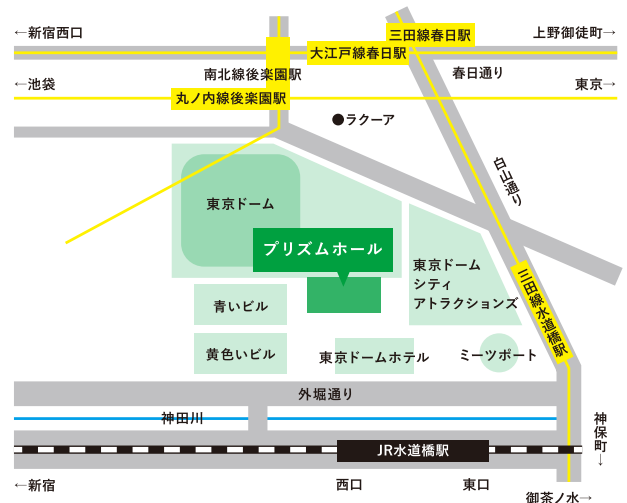 ←新宿西口
三田線春日駅
上野御徒町→
大江戸線春日駅
南北線後楽園駅
春日通り
←池袋
東京→
丸ノ内線後楽園駅
●ラクーア
白山通り
東京ドーム
プリズムホール
東京ドーム
シティ
アトラクションズ
三田線水道橋駅
青いビル
黄色いビル
東京ドームホテル
ミーツポート
外堀通り
神田川
神保町→
JR水道橋駅
←新宿
西口
東口
御茶ノ水→